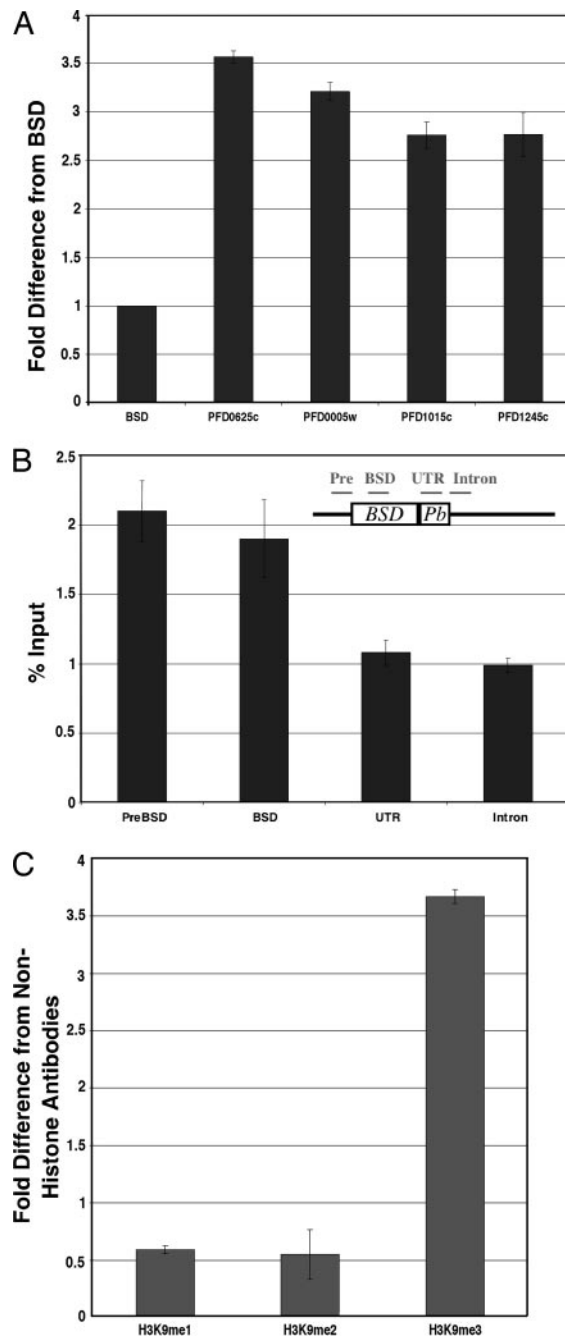 A
Fold Difference from BSD
4
3.5
3
2.5
2
1.5
1
0.5
0
BSD PFD0625c PFD0005w PFD1015c PFD1245c
B
% Input
2.5
2
1.5
1
0.5
0
Pre BSD UTR Intron
BSD Pb
PreBSD BSD UTR Intron
C
Fold Difference from Non-
Histone Antibodies
4
3.5
3
2.5
2
1.5
1
0.5
0
H3K9me1 H3K9me2 H3K9me3